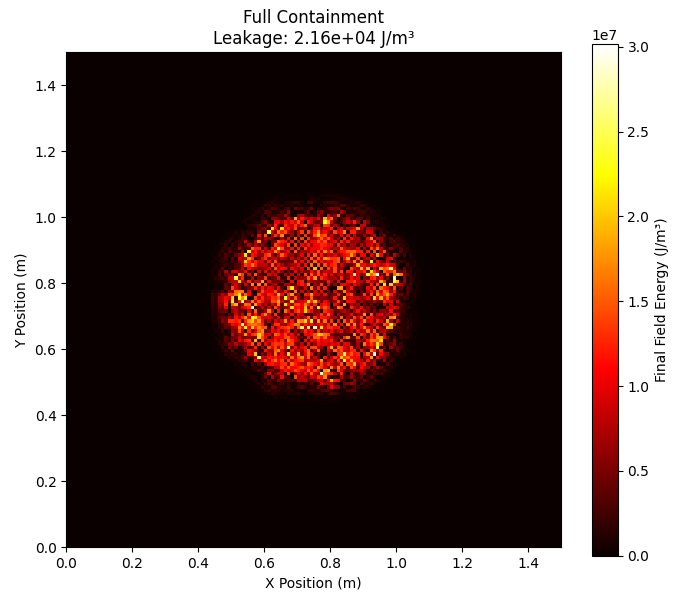 Full Containment
Leakage: 2.16e+04 J/m³
1e7
3.0
2.5
2.0
1.5
1.0
0.5
0.0
Final Field Energy (J/m³)
1.4
1.2
1.0
0.8
0.6
0.4
0.2
0.0
Y Position (m)
0.0 0.2 0.4 0.6 0.8 1.0 1.2 1.4
X Position (m)